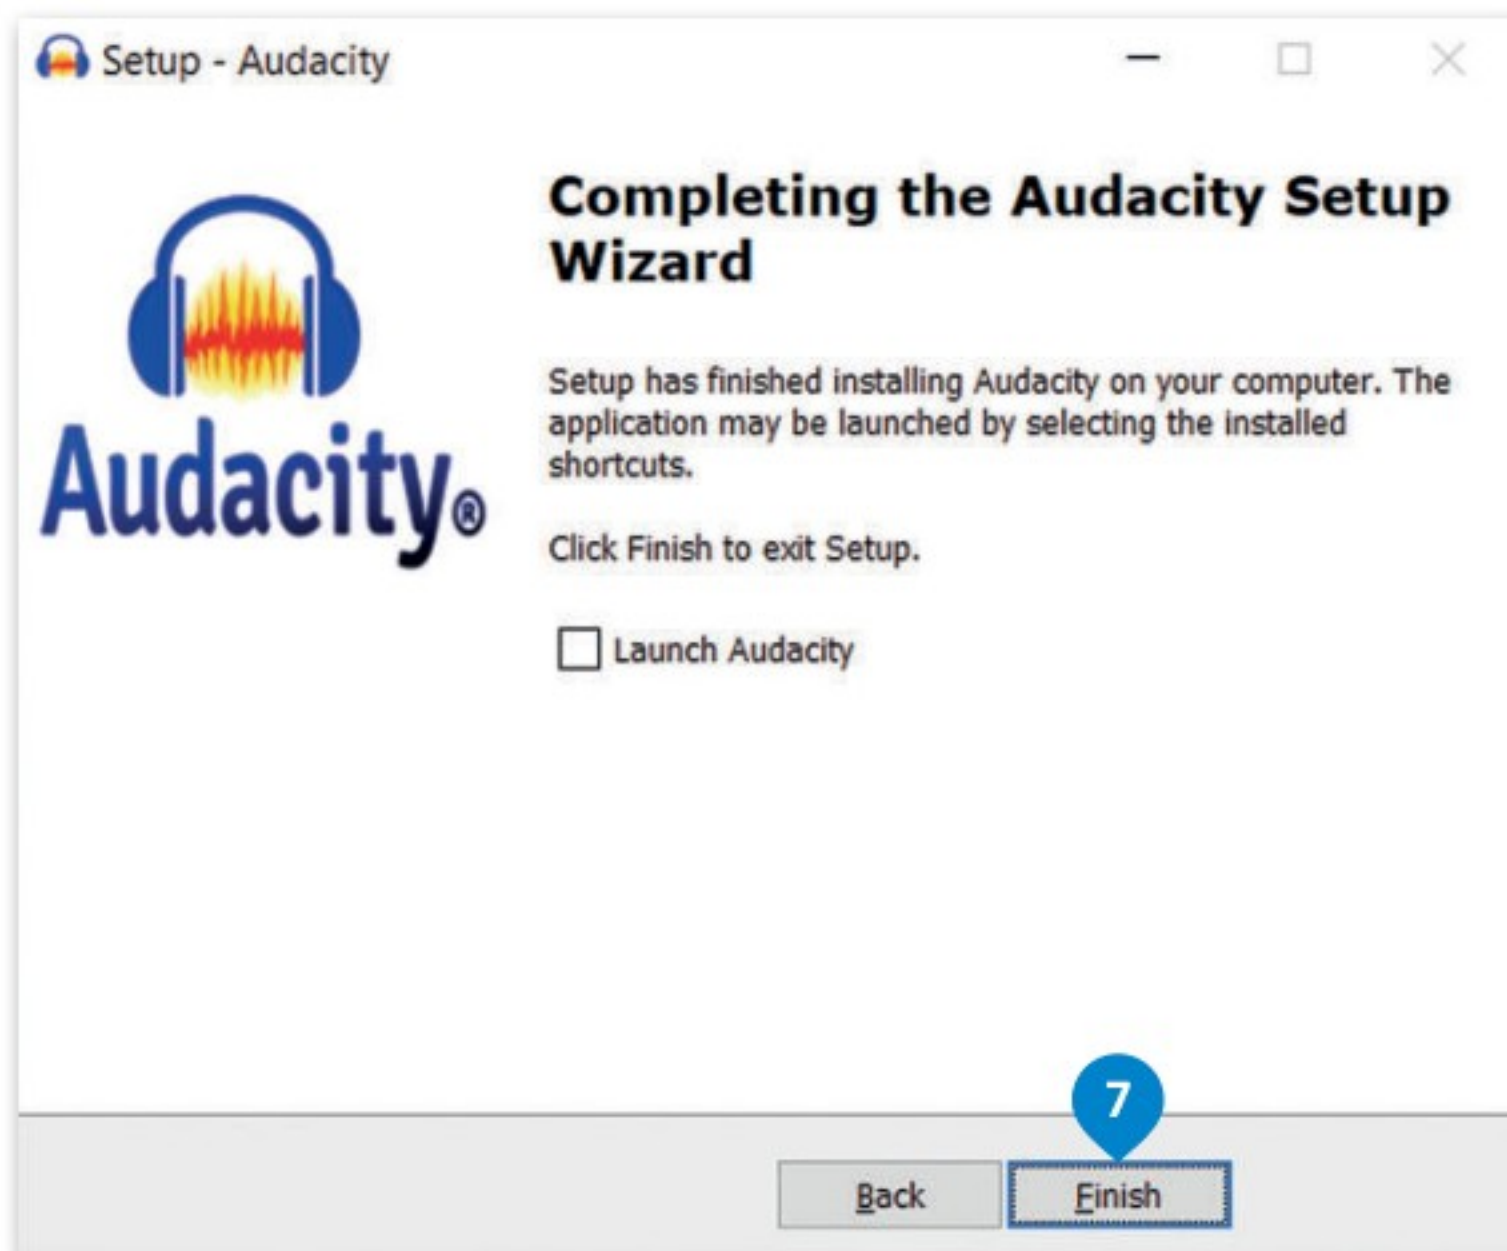 Setup - Audacity
Completing the Audacity Setup
Wizard
Audacity®
Setup has finished installing Audacity on your computer. The
application may be launched by selecting the installed
shortcuts.
Click Finish to exit Setup.
Launch Audacity
7
Back
Finish